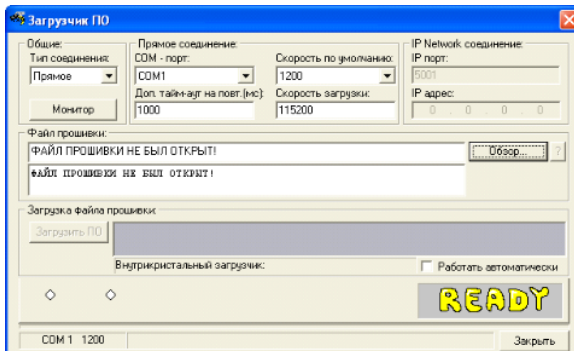 Загрузчик ПО
Общие:
Тип соединения:
Прямое
Монитор
Прямое соединение:
COM - порт:
COM1
Доп. тайм-аут на повт.(мс):
1000
Скорость по умолчанию:
1200
Скорость загрузки:
115200
IP Network соединение:
IP порт:
5001
IP адрес:
0 . 0 . 0 . 0
Файл прошивки:
ФАЙЛ ПРОШИВКИ НЕ БЫЛ ОТКРЫТ!
Обзор...
?
ФАЙЛ ПРОШИВКИ НЕ БЫЛ ОТКРЫТ!
Загрузка файла прошивки:
Загрузить ПО
Внутрикристальный загрузчик:
Работать автоматически
READY
COM 1 1200
Закрыть